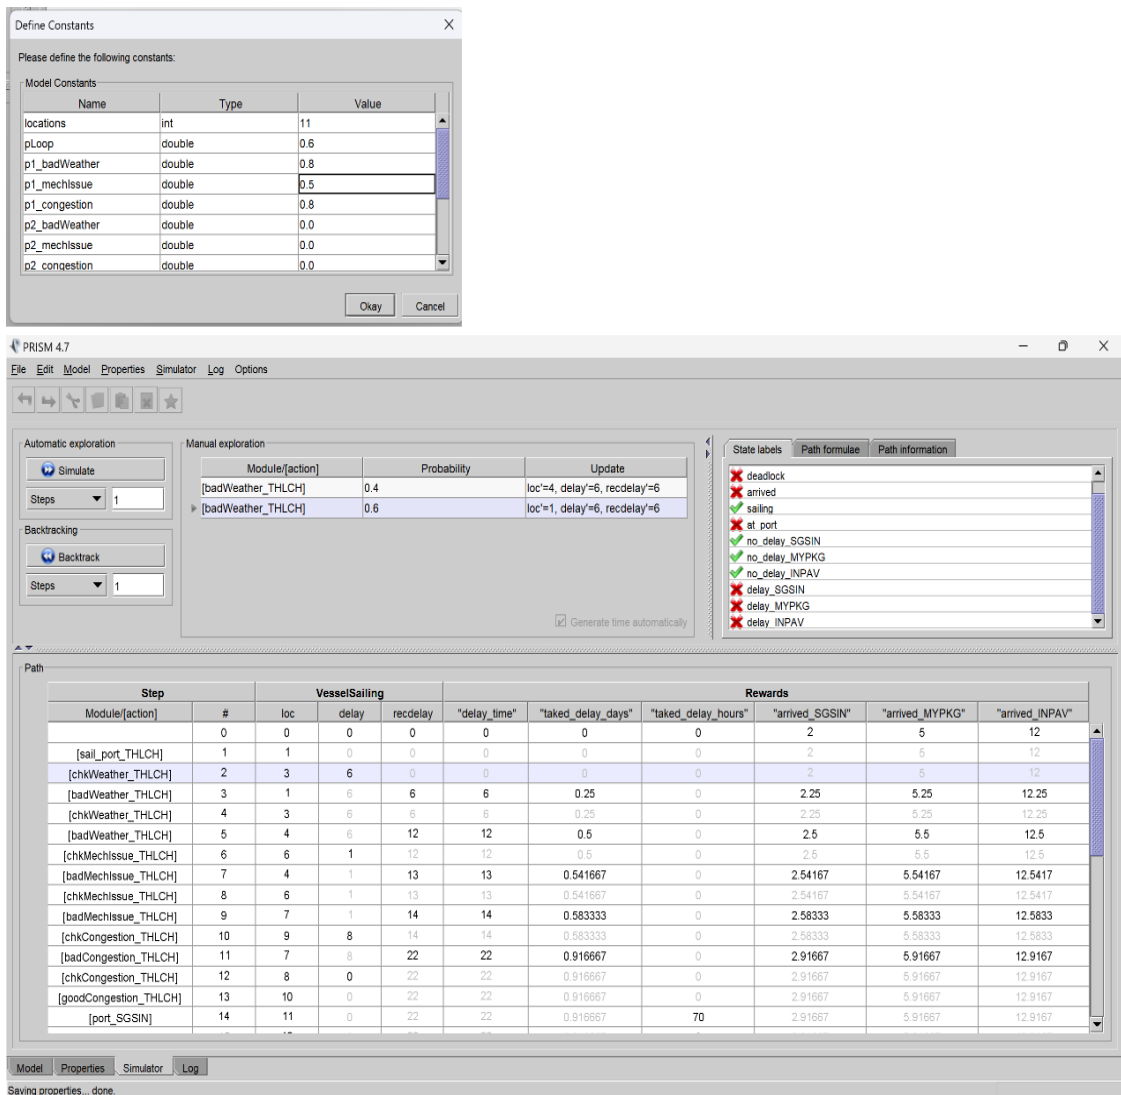 Define Constants X
Please define the following constants:
Model Constants
Name Type Value
locations int 11
pLoop double 0.6
p1_badWeather double 0.8
p1_mechIssue double 0.5
p1_congestion double 0.8
p2_badWeather double 0.0
p2_mechIssue double 0.0
p2_congestion double 0.0
Okay Cancel
PRISM 4.7
File Edit Model Properties Simulator Log Options
Automatic exploration
Simulate
Steps 1
Backtracking
Backtrack
Steps 1
Manual exploration
Module/[action] Probability Update
[badWeather_THLCH] 0.4 loc'=4, delay'=6, recdelay'=6
[badWeather_THLCH] 0.6 loc'=1, delay'=6, recdelay'=6
Generate time automatically
State labels Path formulae Path information
deadlock
arrived
sailing
at_port
no_delay_SGSIN
no_delay_MYPKG
no_delay_INPAV
delay_SGSIN
delay_MYPKG
delay_INPAV
Path
Step VesselSailing Rewards
Module/[action] # loc delay recdelay "delay_time" "taked_delay_days" "taked_delay_hours" "arrived_SGSIN" "arrived_MYPKG" "arrived_INPAV"
0 0 0 0 0 0 0 2 5 12
[sail_port_THLCH] 1 1 0 0 0 0 0 2 5 12
[chkWeather_THLCH] 2 3 6 0 0 0 0 2 5 12
[badWeather_THLCH] 3 1 6 6 6 0.25 0 2.25 5.25 12.25
[chkWeather_THLCH] 4 3 6 6 6 0.25 0 2.25 5.25 12.25
[badWeather_THLCH] 5 4 6 12 12 0.5 0 2.5 5.5 12.5
[chkMechIssue_THLCH] 6 6 1 12 12 0.5 0 2.5 5.5 12.5
[badMechIssue_THLCH] 7 4 1 13 13 0.541667 0 2.54167 5.54167 12.5417
[chkMechIssue_THLCH] 8 6 1 13 13 0.541667 0 2.54167 5.54167 12.5417
[badMechIssue_THLCH] 9 7 1 14 14 0.583333 0 2.58333 5.58333 12.5833
[chkCongestion_THLCH] 10 9 8 14 14 0.583333 0 2.58333 5.58333 12.5833
[badCongestion_THLCH] 11 7 8 22 22 0.916667 0 2.91667 5.91667 12.9167
[chkCongestion_THLCH] 12 8 0 22 22 0.916667 0 2.91667 5.91667 12.9167
[goodCongestion_THLCH] 13 10 0 22 22 0.916667 0 2.91667 5.91667 12.9167
[port_SGSIN] 14 11 0 22 22 0.916667 70 2.91667 5.91667 12.9167
Model Properties Simulator Log
Saving properties... done.